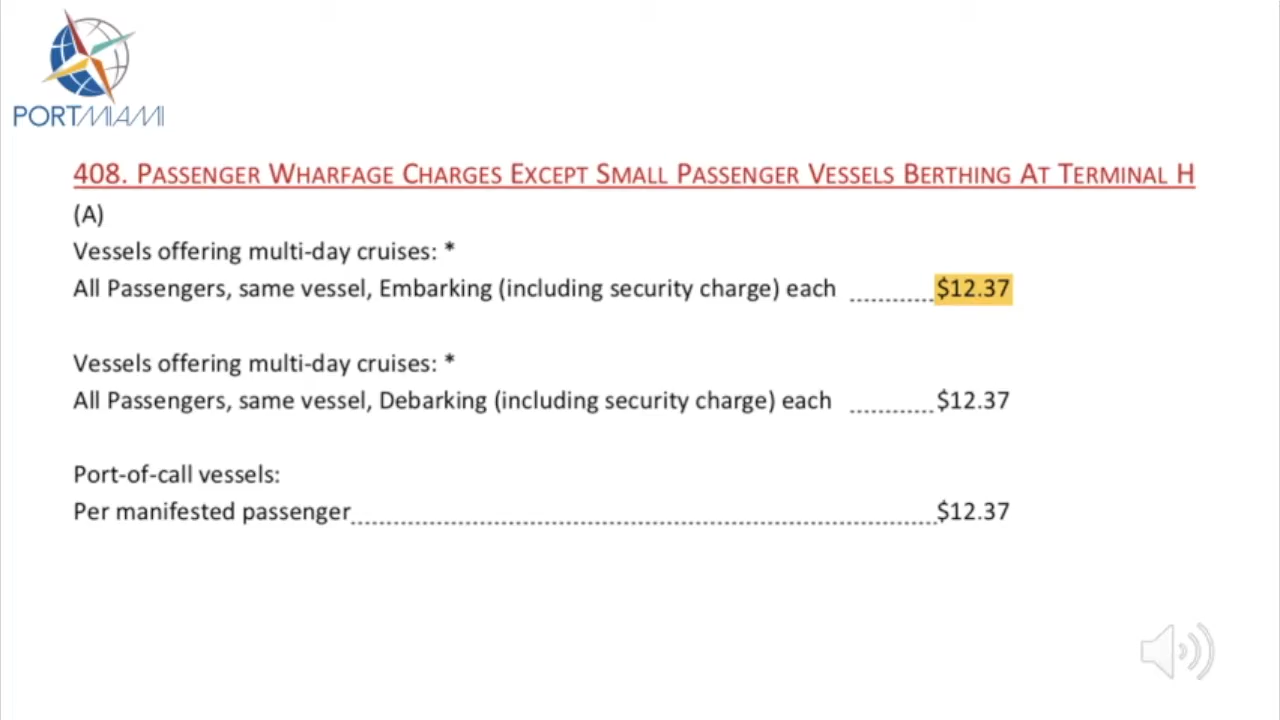 PORTMIAMI
408. PASSENGER WHARFAGE CHARGES EXCEPT SMALL PASSENGER VESSELS BERTHING AT TERMINAL H
(A)
Vessels offering multi-day cruises: *
All Passengers, same vessel, Embarking (including security charge) each ............$12.37
Vessels offering multi-day cruises: *
All Passengers, same vessel, Debarking (including security charge) each ............$12.37
Port-of-call vessels:
Per manifested passenger................................................................................$12.37